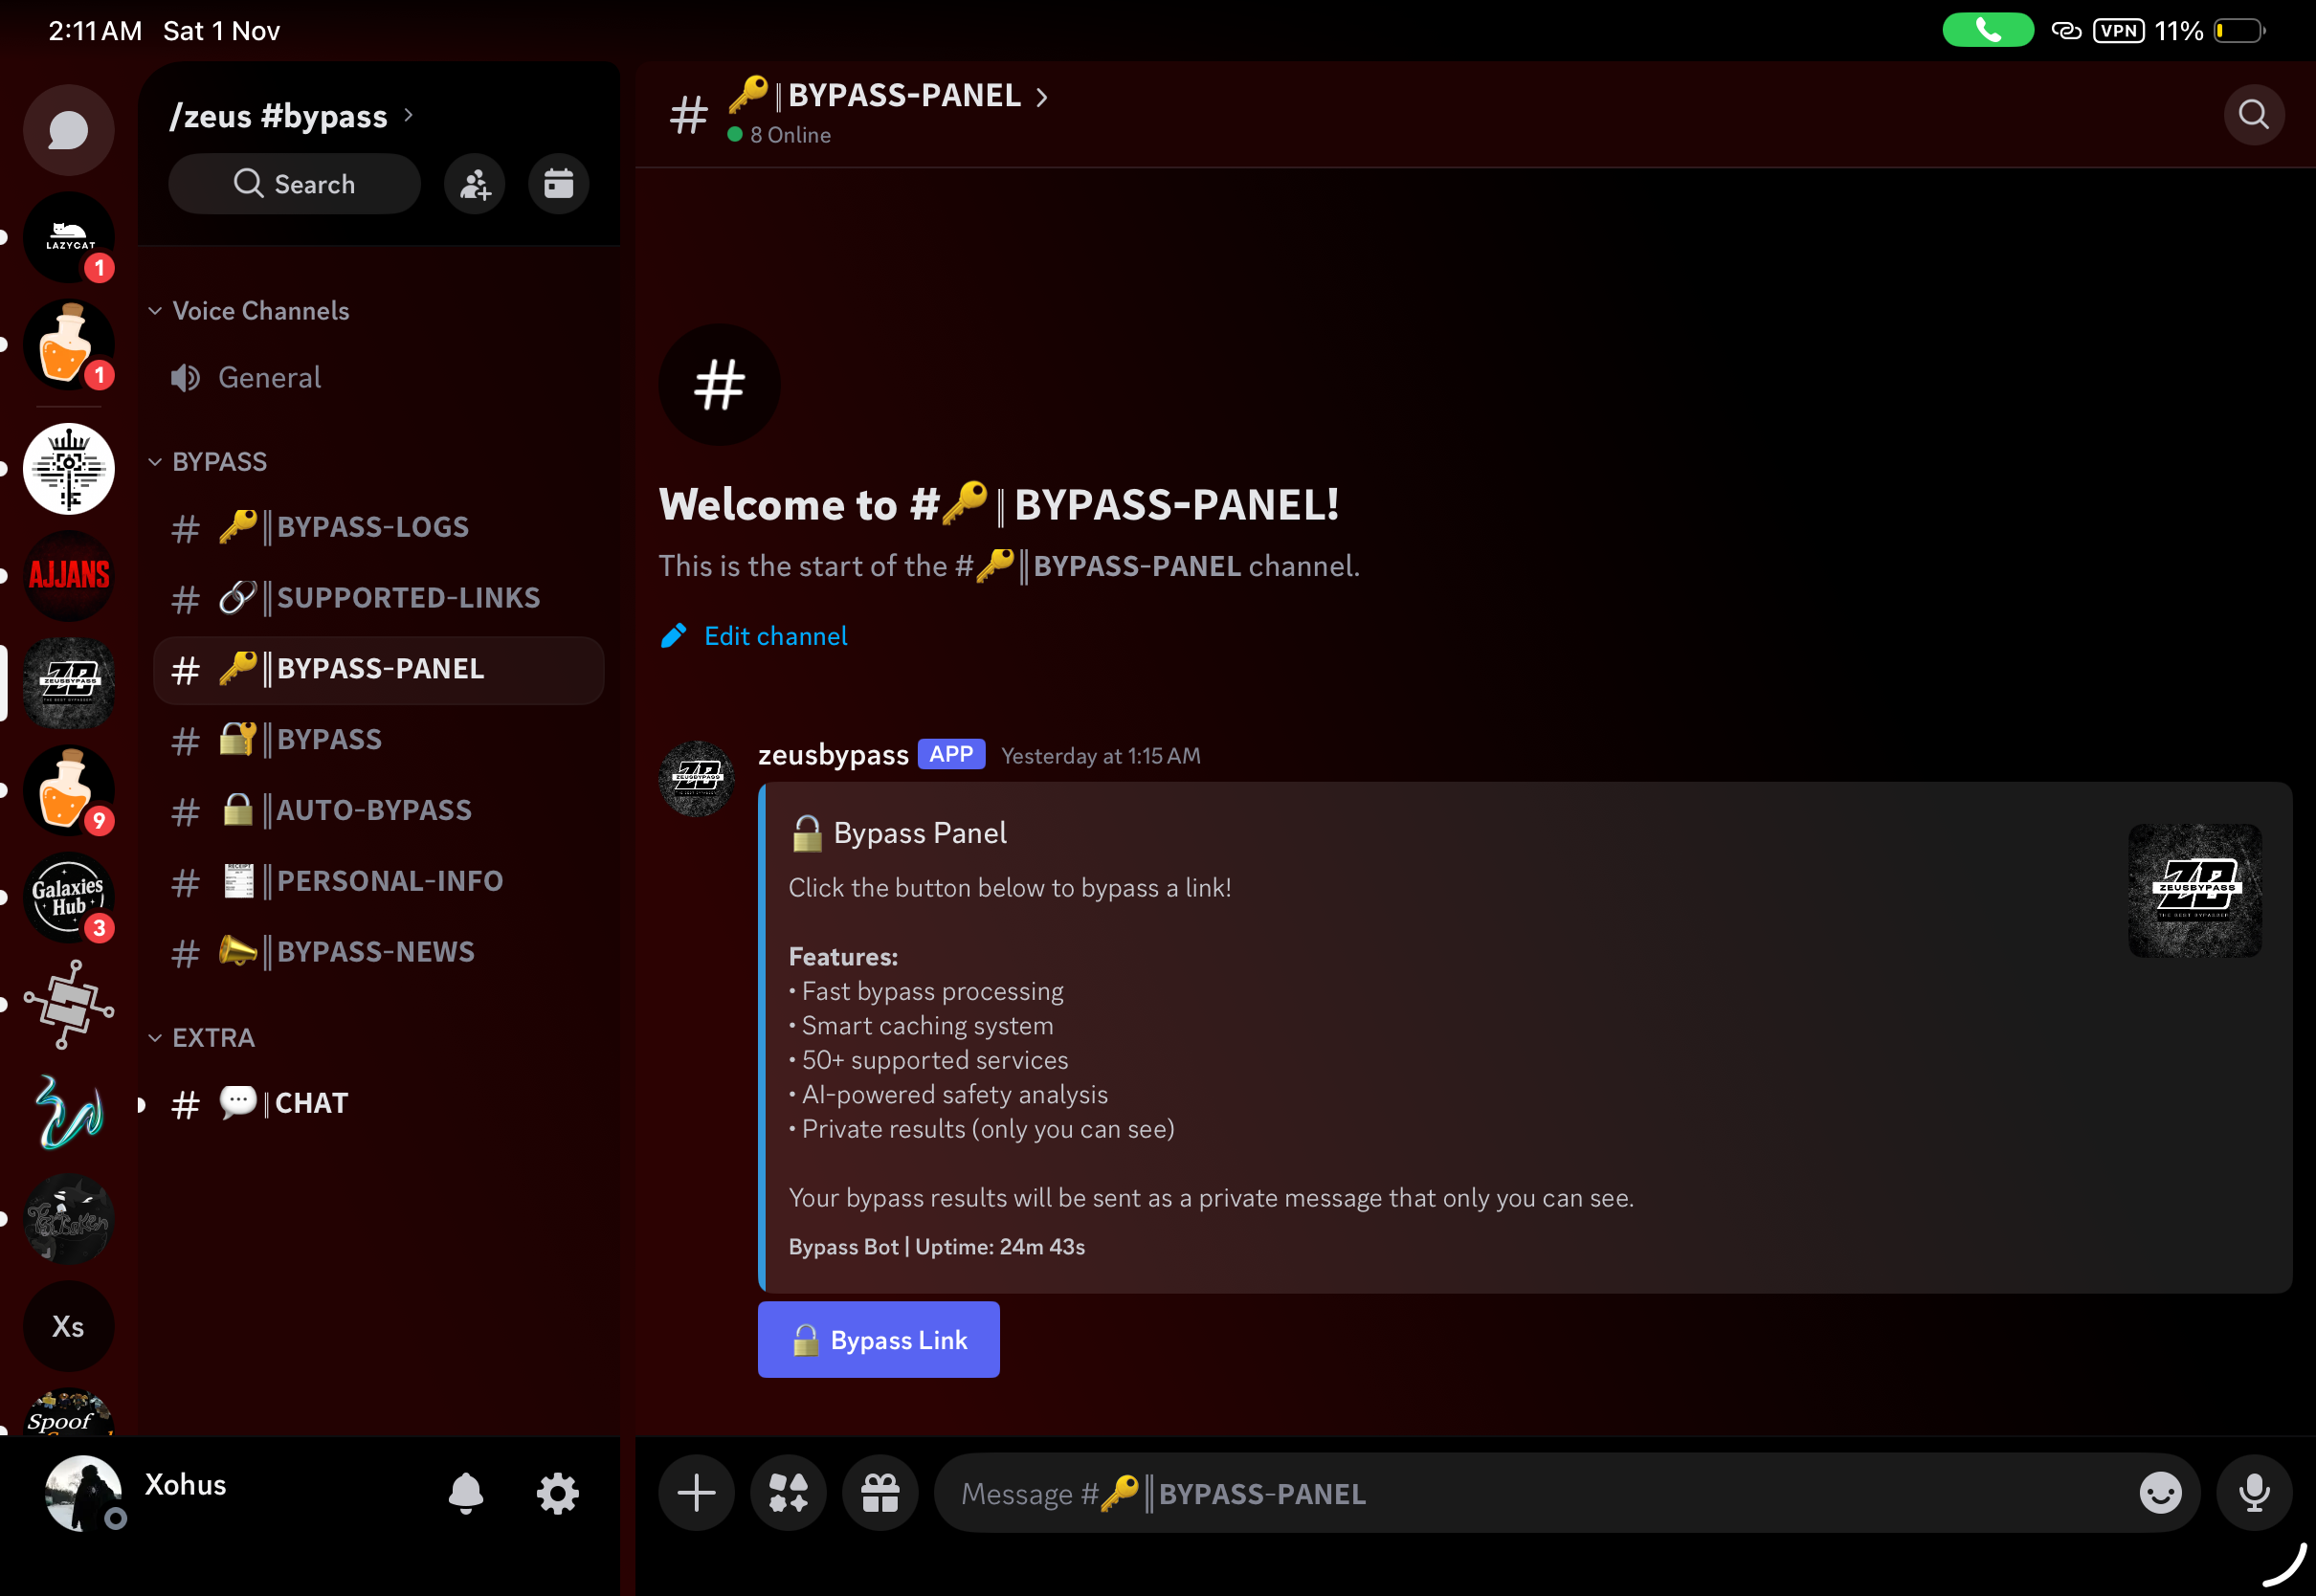 2:11 AM Sat 1 Nov
VPN 11%
/zeus #bypass
Search
LAZYCAT
1
1
AJJANS
ZEUSBYPASS
9
Galaxies
Hub
3
Xs
Spoof
Voice Channels
General
BYPASS
# 🔑║BYPASS-LOGS
# 🔗║SUPPORTED-LINKS
# 🔑║BYPASS-PANEL
# 🔐║BYPASS
# 🔒║AUTO-BYPASS
# 🧾║PERSONAL-INFO
# 📣║BYPASS-NEWS
EXTRA
# 💬║CHAT
Xohus
# 🔑║BYPASS-PANEL
8 Online
#
Welcome to #🔑║BYPASS-PANEL!
This is the start of the #🔑║BYPASS-PANEL channel.
Edit channel
ZEUSBYPASS
zeusbypass APP Yesterday at 1:15 AM
🔓 Bypass Panel
Click the button below to bypass a link!
ZEUSBYPASS
THE BEST BYPASSER
Features:
• Fast bypass processing
• Smart caching system
• 50+ supported services
• AI-powered safety analysis
• Private results (only you can see)
Your bypass results will be sent as a private message that only you can see.
Bypass Bot | Uptime: 24m 43s
🔓 Bypass Link
Message #🔑║BYPASS-PANEL